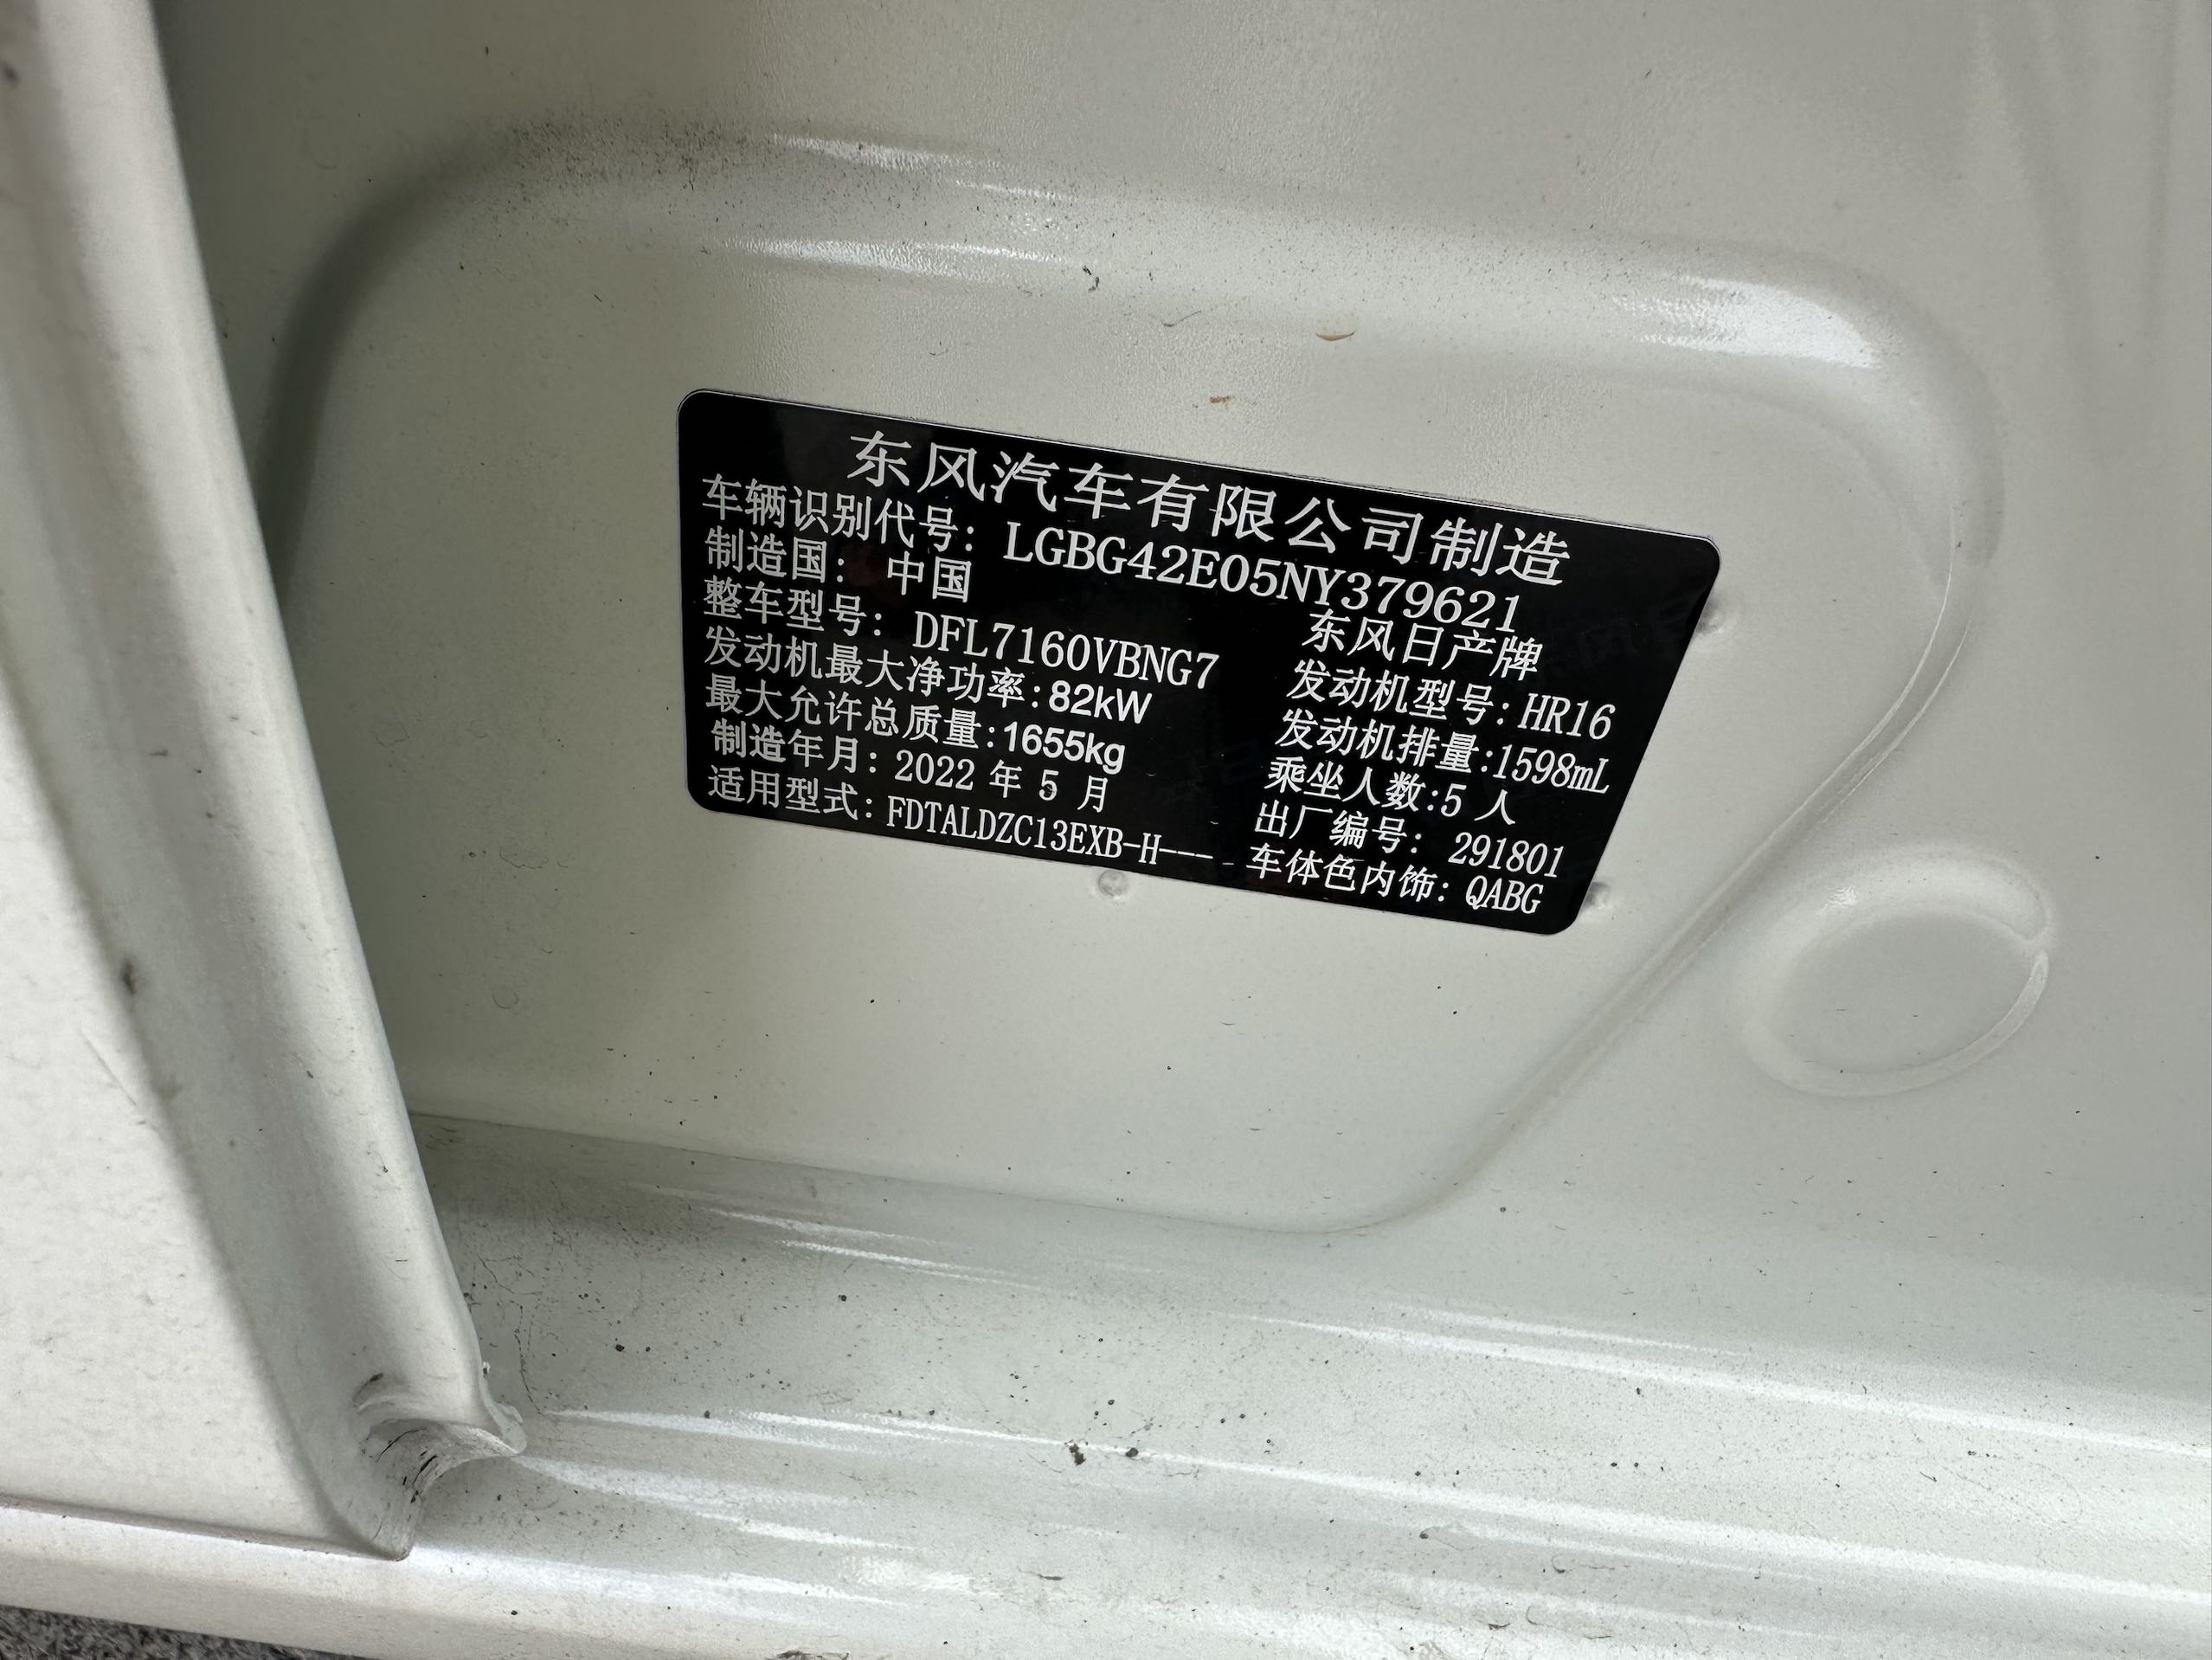 东风汽车有限公司制造
车辆识别代号：LGBG42E05NY379621
制造国：中国 东风日产牌
整车型号：DFL7160VBNG7 发动机型号：HR16
发动机最大净功率:82kW 发动机排量:1598mL
最大允许总质量:1655kg 乘坐人数:5 人
制造年月：2022 年 5 月 出厂编号：291801
适用型式：FDTALDZC13EXB-H---- 车体色内饰：QABG